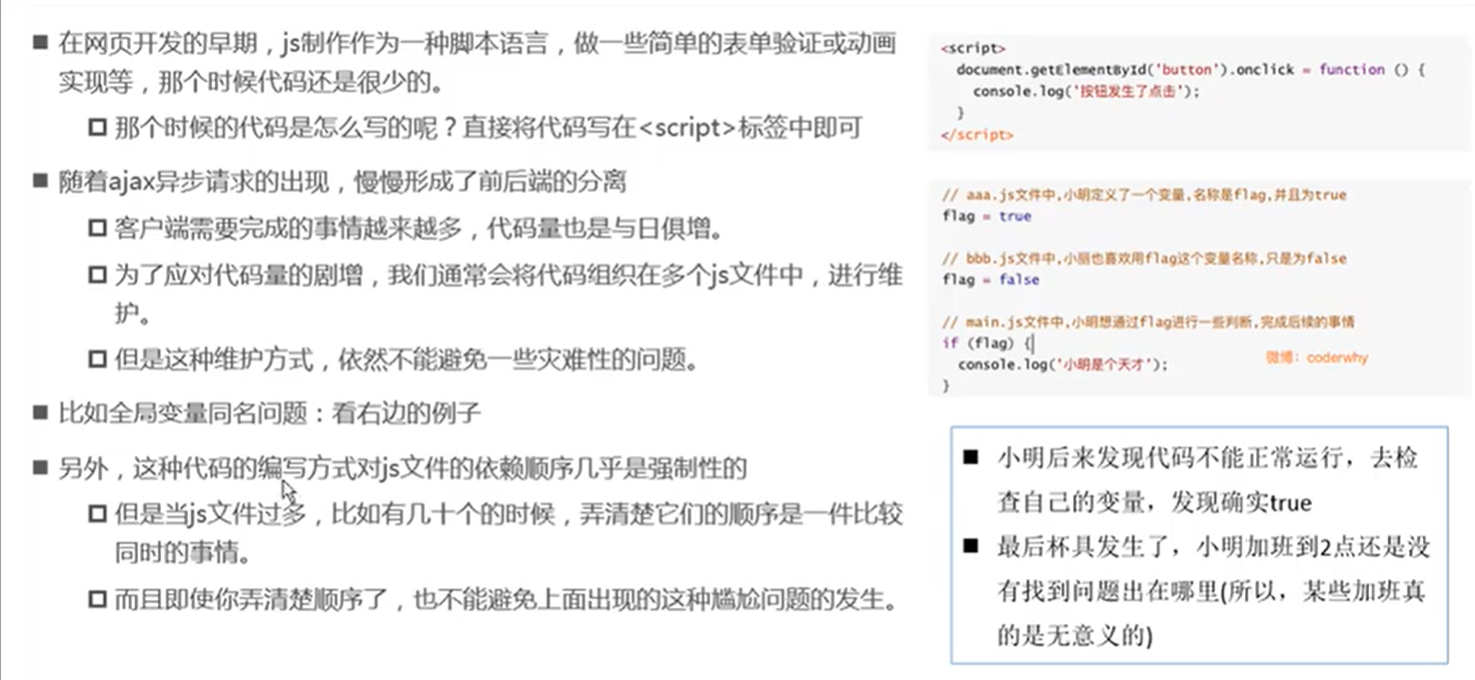 ■ 在网页开发的早期，js制作作为一种脚本语言，做一些简单的表单验证或动画
实现等，那个时候代码还是很少的。
□ 那个时候的代码是怎么写的呢？直接将代码写在<script>标签中即可
■ 随着ajax异步请求的出现，慢慢形成了前后端的分离
□ 客户端需要完成的事情越来越多，代码量也是与日俱增。
□ 为了应对代码量的剧增，我们通常会将代码组织在多个js文件中，进行维
护。
□ 但是这种维护方式，依然不能避免一些灾难性的问题。
■ 比如全局变量同名问题：看右边的例子
■ 另外，这种代码的编写方式对js文件的依赖顺序几乎是强制性的
□ 但是当js文件过多，比如有几十个的时候，弄清楚它们的顺序是一件比较
同时的事情。
□ 而且即使你弄清楚顺序了，也不能避免上面出现的这种尴尬问题的发生。
<script>
document.getElementById('button').onclick = function () {
console.log('按钮发生了点击');
}
</script>
// aaa.js文件中,小明定义了一个变量,名称是flag,并且为true
flag = true
// bbb.js文件中,小丽也喜欢用flag这个变量名称,只是为false
flag = false
// main.js文件中,小明想通过flag进行一些判断,完成后续的事情
if (flag) {
console.log('小明是个天才');
}
微博：coderwhy
■ 小明后来发现代码不能正常运行，去检
查自己的变量，发现确实true
■ 最后杯具发生了，小明加班到2点还是没
有找到问题出在哪里(所以，某些加班真
的是无意义的)